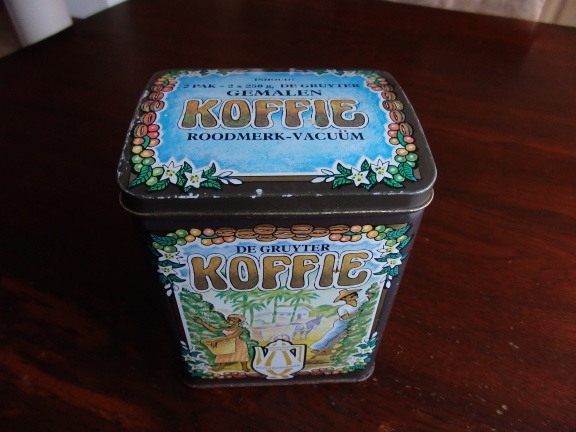 INHOUD:
2 PAK - 2 x 250 g. DE GRUYTER
GEMALEN
KOFFIE
ROODMERK-VACUÜM
DE GRUYTER
KOFFIE